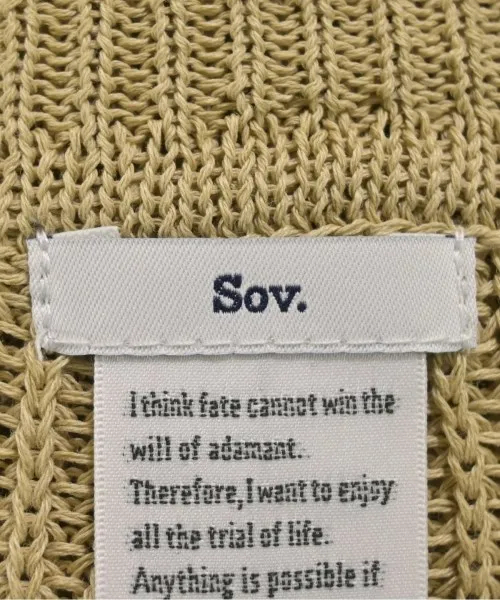 Sov.
I think fate cannot win the
will of adamant.
Therefore, I want to enjoy
all the trial of life.
Anything is possible if